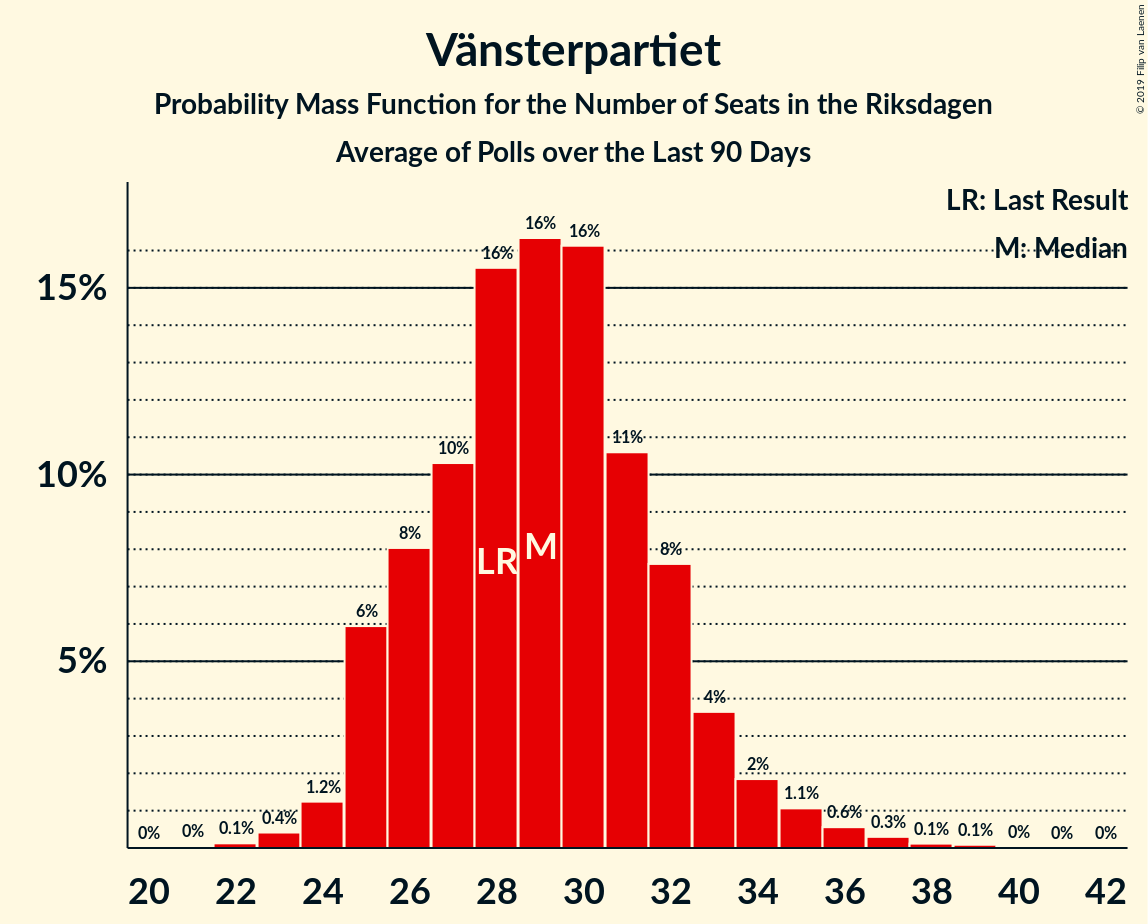 Vänsterpartiet
Probability Mass Function for the Number of Seats in the Riksdagen
Average of Polls over the Last 90 Days
© 2019 Filip van Laenen
LR: Last Result
M: Median
15%
10%
5%
0% 0% 0.1% 0.4% 1.2% 6% 8% 10% 16% 16% 16% 11% 8% 4% 2% 1.1% 0.6% 0.3% 0.1% 0.1% 0% 0% 0%
LR M
20 22 24 26 28 30 32 34 36 38 40 42